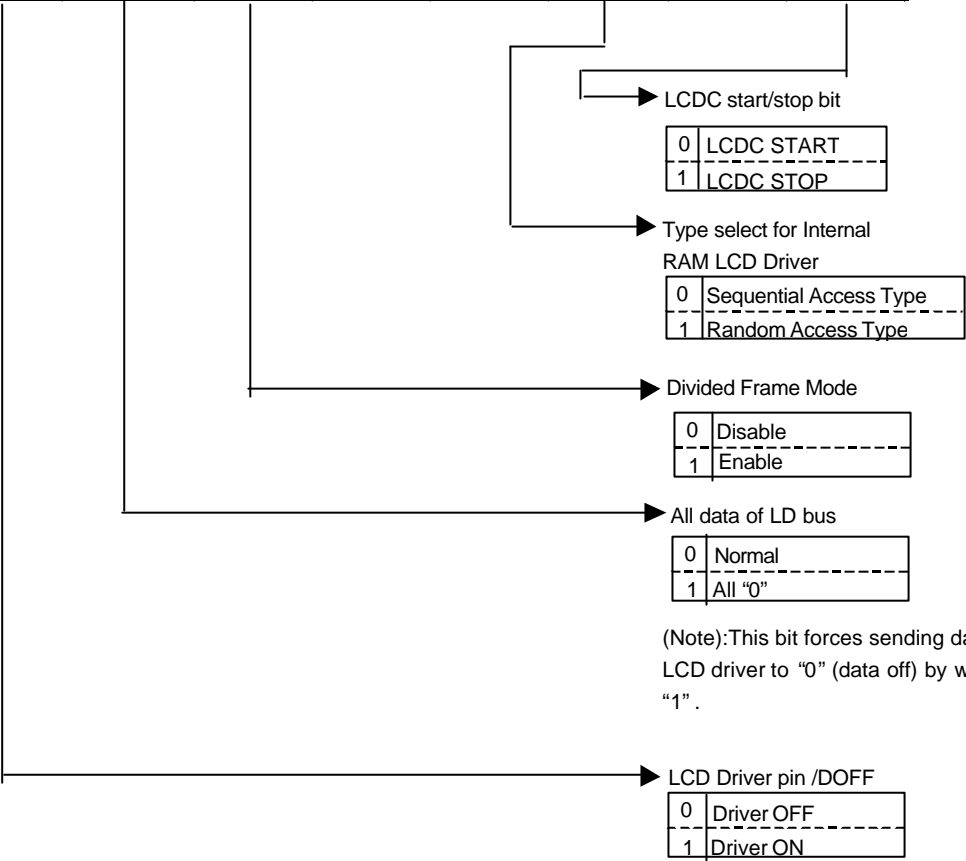 LCDC start/stop bit
0 LCDC START
1 LCDC STOP
Type select for Internal
RAM LCD Driver
0 Sequential Access Type
1 Random Access Type
Divided Frame Mode
0 Disable
1 Enable
All data of LD bus
0 Normal
1 All “0”
(Note):This bit forces sending
LCD driver to “0” (data off) by
“1” .
LCD Driver pin /DOFF
0 Driver OFF
1 Driver ON